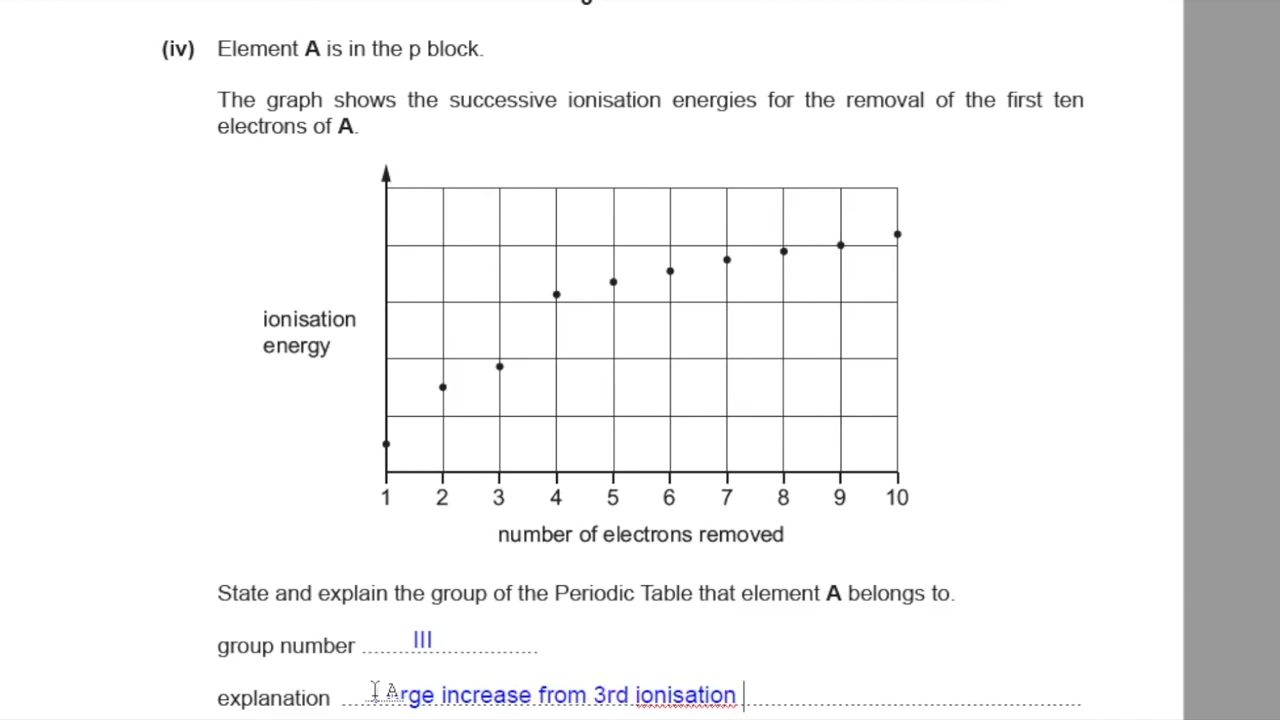 (iv) Element A is in the p block.
The graph shows the successive ionisation energies for the removal of the first ten
electrons of A.
ionisation
energy
1 2 3 4 5 6 7 8 9 10
number of electrons removed
State and explain the group of the Periodic Table that element A belongs to.
group number III
explanation increase from 3rd ionisation